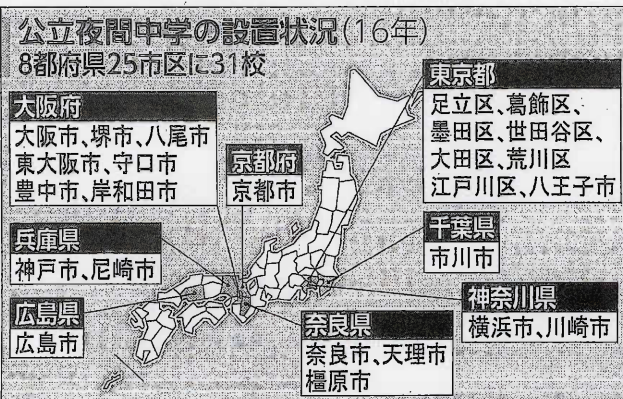 公立夜間中学の設置状況(16年)
8都府県25市区に31校
大阪府
大阪市、堺市、八尾市
東大阪市、守口市
豊中市、岸和田市
京都府
京都市
東京都
足立区、葛飾区、
墨田区、世田谷区、
大田区、荒川区
江戸川区、八王子市
兵庫県
神戸市、尼崎市
千葉県
市川市
広島県
広島市
奈良県
奈良市、天理市
橿原市
神奈川県
横浜市、川崎市